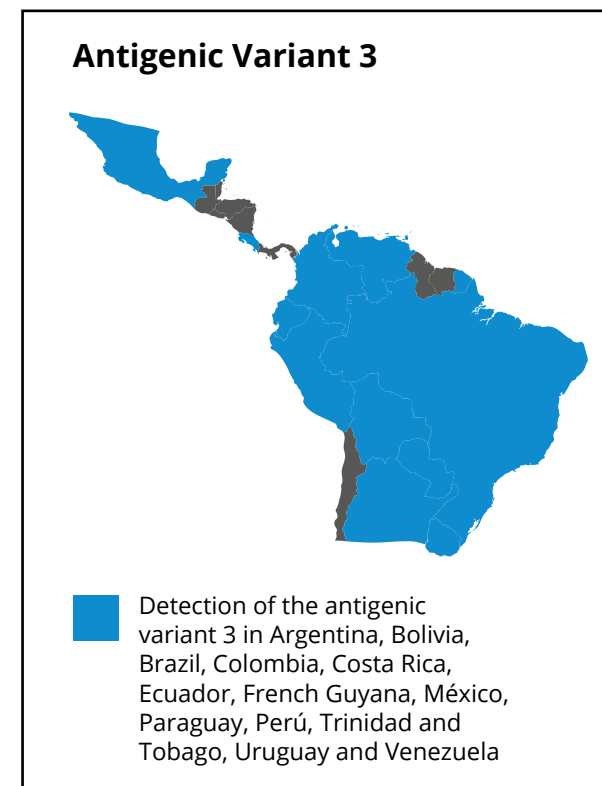 Antigenic Variant 3
Detection of the antigenic
variant 3 in Argentina, Bolivia,
Brazil, Colombia, Costa Rica,
Ecuador, French Guyana, México,
Paraguay, Perú, Trinidad and
Tobago, Uruguay and Venezuela